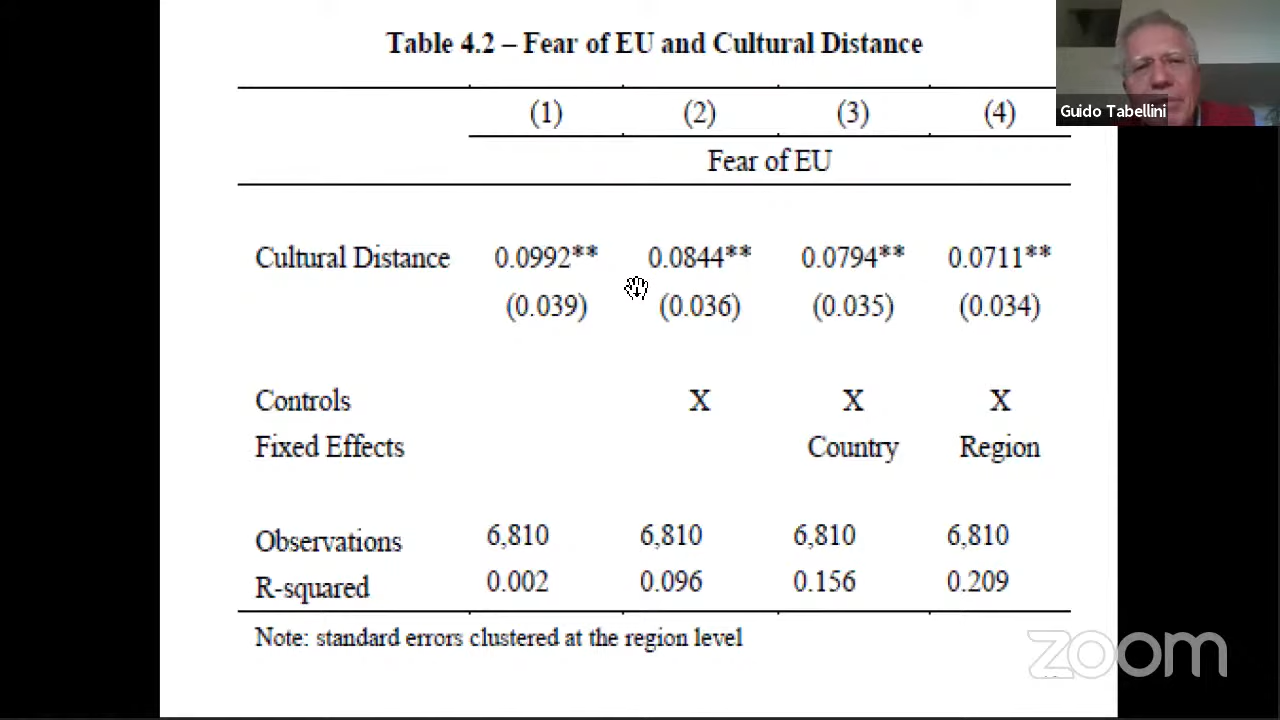 Table 4.2 – Fear of EU and Cultural Distance
Guido Tabellini
(1) (2) (3) (4)
Fear of EU
Cultural Distance 0.0992** 0.0844** 0.0794** 0.0711**
(0.039) (0.036) (0.035) (0.034)
Controls X X X
Fixed Effects Country Region
Observations 6,810 6,810 6,810 6,810
R-squared 0.002 0.096 0.156 0.209
Note: standard errors clustered at the region level
zoom